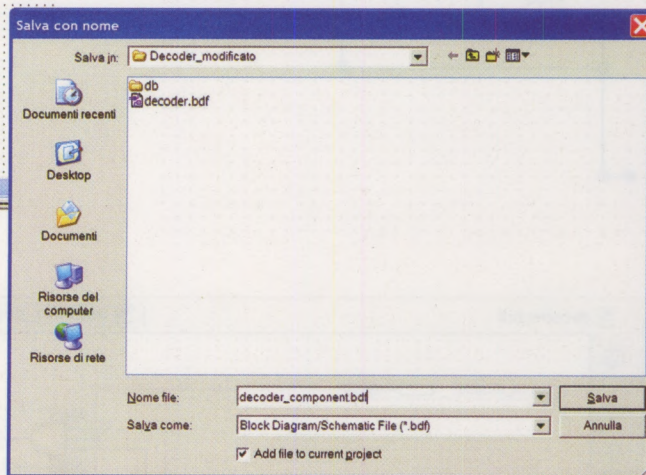 Salva con nome
Salva in: Decoder_modificato
db
decoder.bdf
Documenti recenti
Desktop
Documenti
Risorse del
computer
Risorse di rete
Nome file: decoder_component.bdf Salva
Salva come: Block Diagram/Schematic File (*.bdf) Annulla
Add file to current project